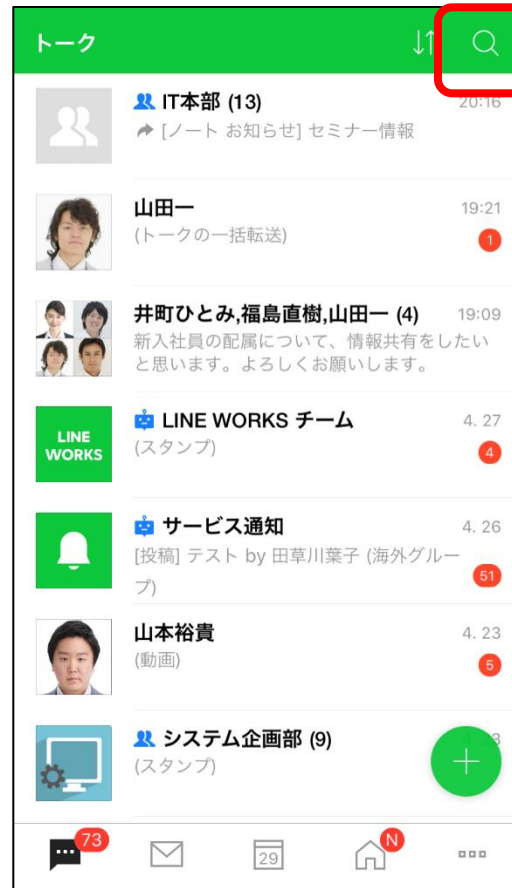 トーク
IT本部 (13)
20:16
[ノート お知らせ] セミナー情報
山田一
19:21
(トークの一括転送)
1
井町ひとみ,福島直樹,山田一 (4)
19:09
新入社員の配属について、情報共有をしたい
と思います。よろしくお願いします。
LINE
WORKS
LINE WORKS チーム
4. 27
(スタンプ)
4
サービス通知
4. 26
[投稿] テスト by 田草川葉子 (海外グルー
プ)
51
山本裕貴
4. 23
(動画)
5
システム企画部 (9)
(スタンプ)
73
29
N